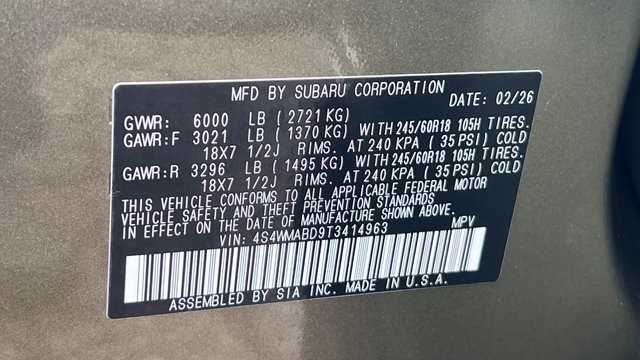 MFD BY SUBARU CORPORATION
DATE: 02/26
GVWR: 6000 LB ( 2721 KG)
GAWR:F 3021 LB ( 1370 KG) WITH 245/60R18 105H TIRES.
18X7 1/2J RIMS. AT 240 KPA ( 35 PSI) COLD
GAWR:R 3296 LB ( 1495 KG) WITH 245/60R18 105H TIRES.
18X7 1/2J RIMS. AT 240 KPA ( 35 PSI) COLD
THIS VEHICLE CONFORMS TO ALL APPLICABLE FEDERAL MOTOR
VEHICLE SAFETY AND THEFT PREVENTION STANDARDS
IN EFFECT ON THE DATE OF MANUFACTURE SHOWN ABOVE.
VIN: 4S4WMABD9T3414963 MPV
ASSEMBLED BY SIA INC. MADE IN U.S.A.